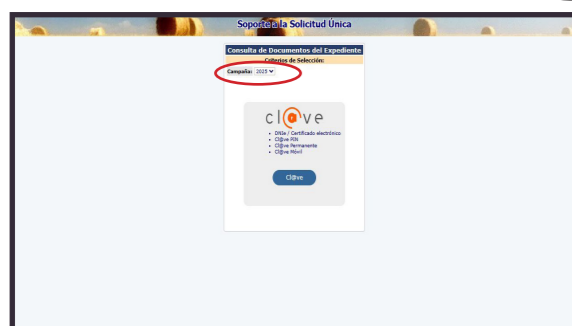 Soporte a la Solicitud Única
Consulta de Documentos del Expediente
Criterios de Selección:
Campaña: 2025
cl@ve
DNIe / Certificado electrónico
Cl@ve PIN
Cl@ve Permanente
Cl@ve Móvil
Cl@ve